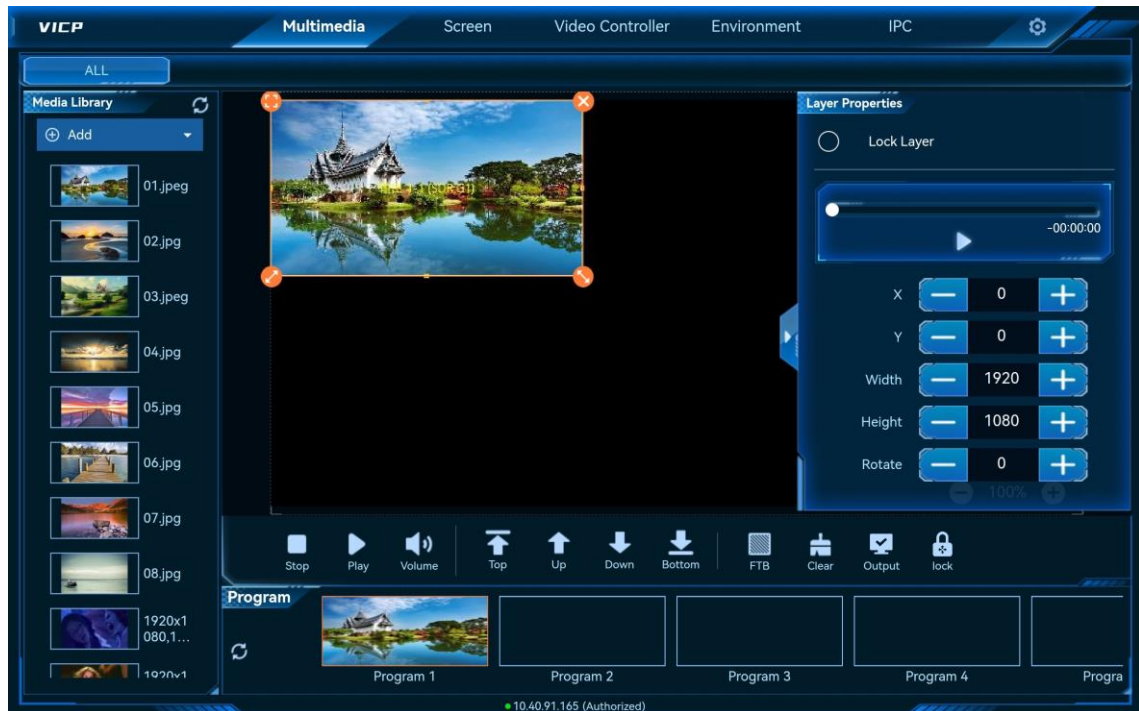 VICP
Multimedia
Screen
Video Controller
Environment
IPC
ALL
Media Library
Add
01.jpeg
02.jpg
03.jpeg
04.jpg
05.jpg
06.jpg
07.jpg
08.jpg
1920x1
080,1...
1920x1
Layer Properties
Lock Layer
-00:00:00
X
0
Y
0
Width
1920
Height
1080
Rotate
0
100%
Stop
Play
Volume
Top
Up
Down
Bottom
FTB
Clear
Output
lock
Program
Program 1
Program 2
Program 3
Program 4
Progra
10.40.91.165 (Authorized)